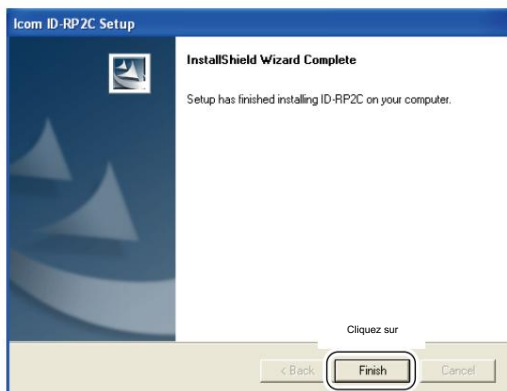 Icom ID-RP2C Setup
InstallShield Wizard Complete
Setup has finished installing ID-RP2C on your computer.
Cliquez sur
< Back
Finish
Cancel